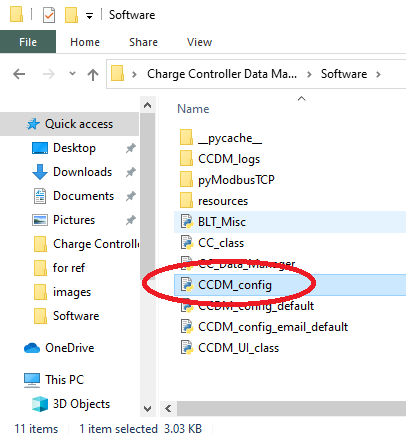 Software
File
Home
Share
View
Charge Controller Data Ma... > Software >
Name
Quick access
Desktop
Downloads
Documents
Pictures
Charge Controller
for ref
images
Software
OneDrive
This PC
3D Objects
__pycache__
CCDM_logs
pyModbusTCP
resources
BLT_Misc
CC_class
CC_Data_Manager
CCDM_config
CCDM_config_default
CCDM_config_email_default
CCDM_UI_class
11 items 1 item selected 3.03 KB